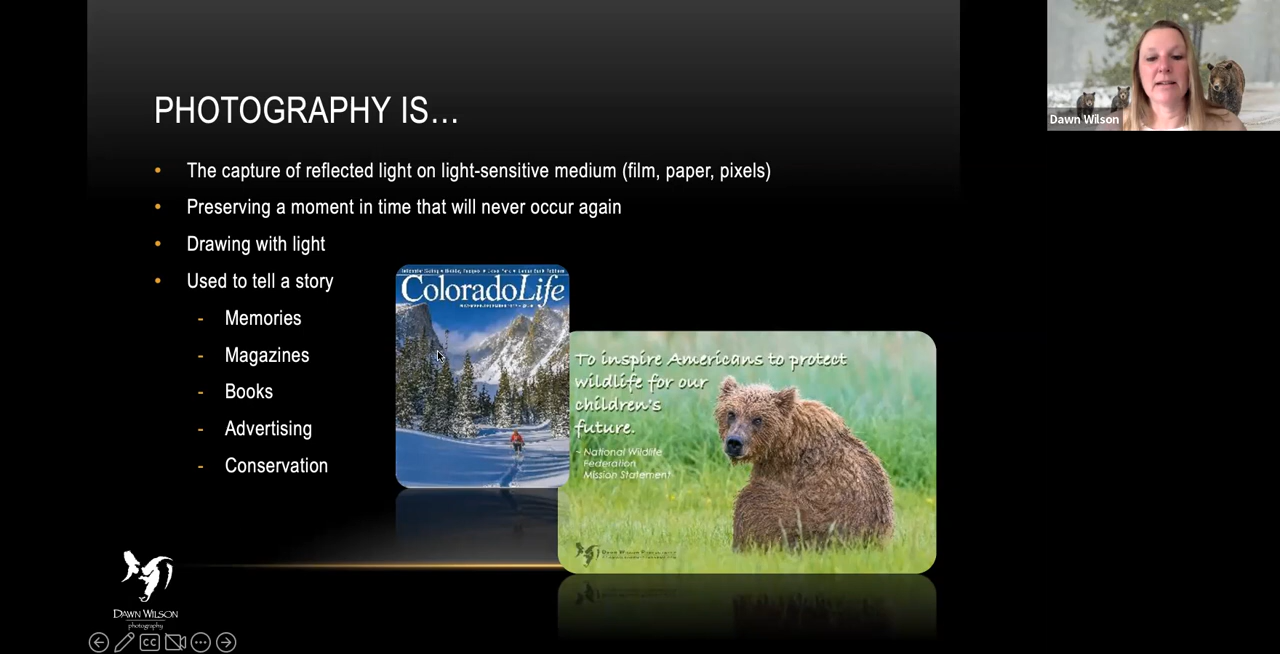 PHOTOGRAPHY IS…
• The capture of reflected light on light-sensitive medium (film, paper, pixels)
• Preserving a moment in time that will never occur again
• Drawing with light
• Used to tell a story
- Memories
- Magazines
- Books
- Advertising
- Conservation
ColoradoLife
To inspire Americans to protect
wildlife for our
children's
future.
~ National Wildlife
Federation
Mission Statement
DAWN WILSON
photography
CC
Dawn Wilson